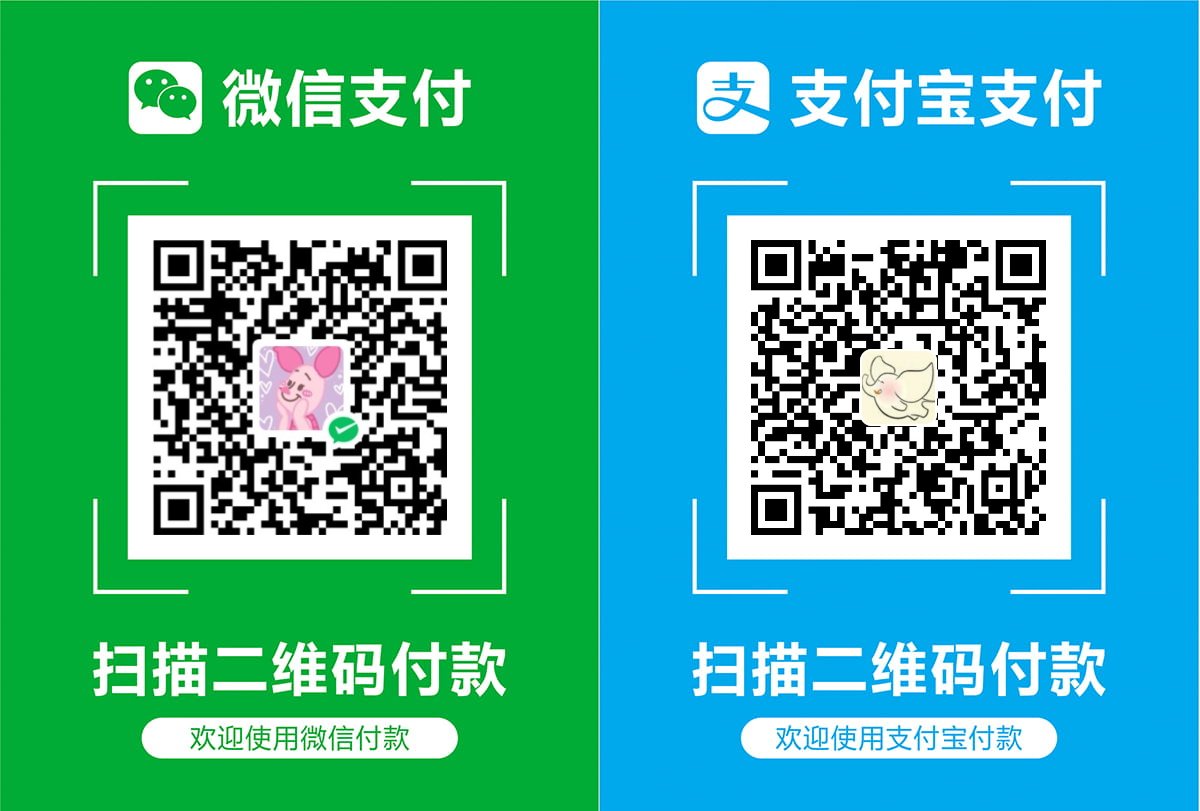 微信支付
扫描二维码付款
欢迎使用微信付款
支 支付宝支付
扫描二维码付款
欢迎使用支付宝付款